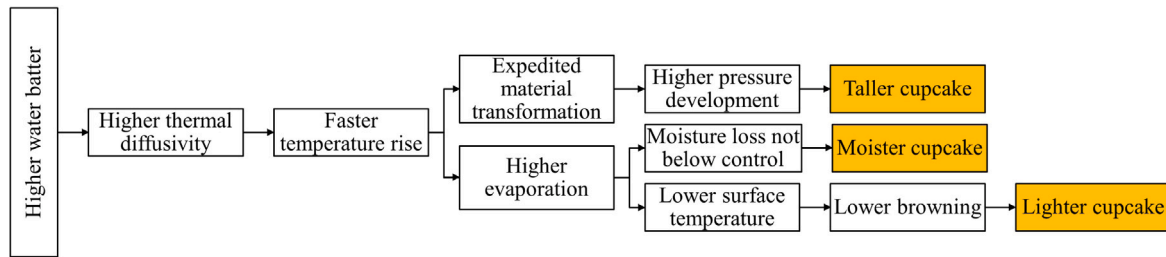 Higher water batter
Higher thermal
diffusivity
Faster
temperature rise
Expedited
material
transformation
Higher pressure
development
Taller cupcake
Higher
evaporation
Moisture loss not
below control
Moister cupcake
Lower surface
temperature
Lower browning
Lighter cupcake